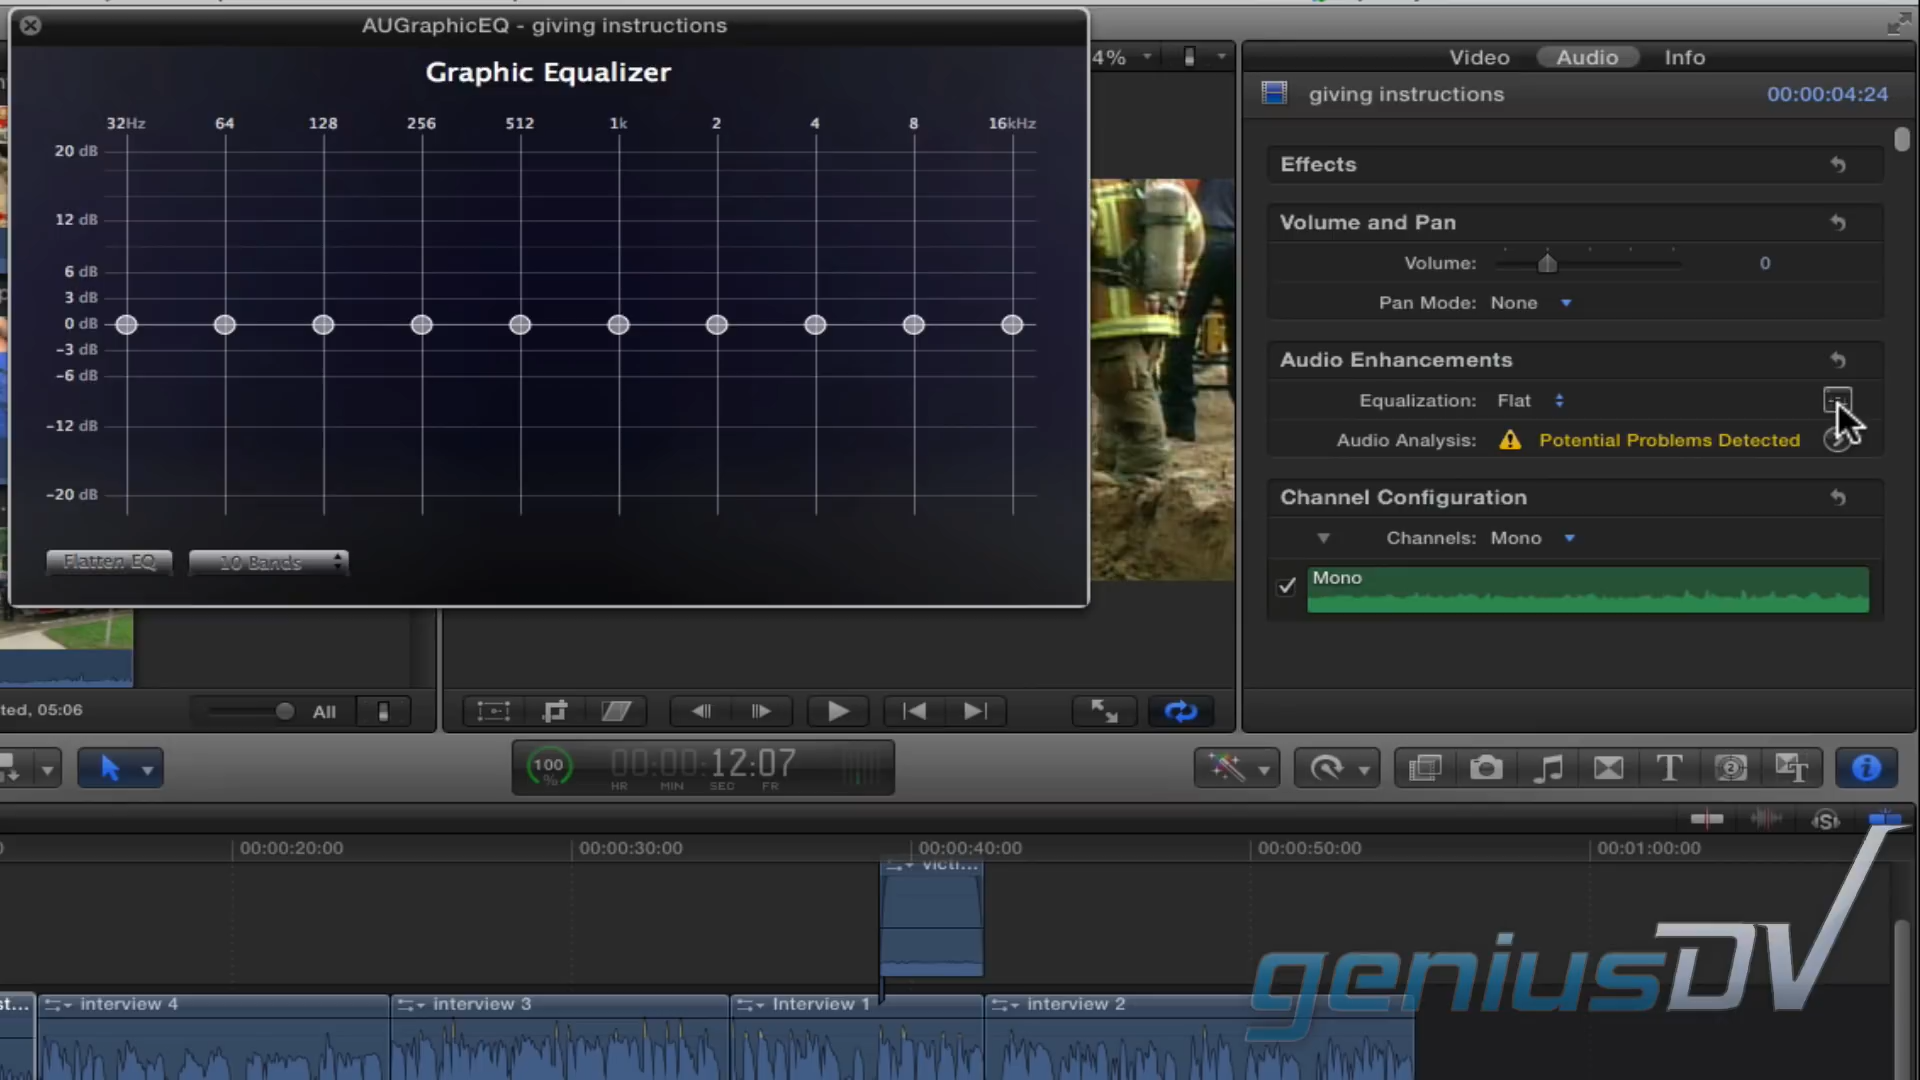 AUGraphicEQ - giving instructions
Graphic Equalizer
32Hz 64 128 256 512 1k 2 4 8 16kHz
20 dB
12 dB
6 dB
3 dB
0 dB
-3 dB
-6 dB
-12 dB
-20 dB
Flatten EQ 10 Bands
4%
Video Audio Info
giving instructions 00:00:04:24
Effects
Volume and Pan
Volume: 0
Pan Mode: None
Audio Enhancements
Equalization: Flat
Audio Analysis: Potential Problems Detected
Channel Configuration
Channels: Mono
Mono
ted, 05:06 All
100 % 00:00:12:07
HR MIN SEC FR
00:00:20:00 00:00:30:00 00:00:40:00 00:00:50:00 00:01:00:00
victi...
st... interview 4 interview 3 Interview 1 interview 2
geniusDV